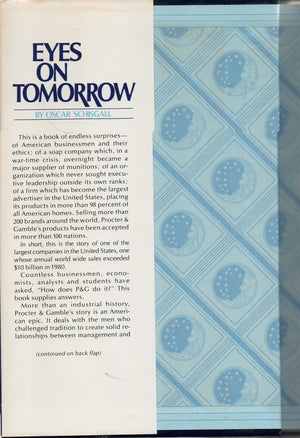 EYES
ON
TOMORROW
BY OSCAR SCHISGALL
This is a book of endless surprises—
of American businessmen and their
ethics; of a soap company which, in a
war-time crisis, overnight became a
major supplier of munitions; of an or-
ganization which never sought execu-
tive leadership outside its own ranks;
of a firm which has become the largest
advertiser in the United States, placing
its products in more than 98 percent of
all American homes. Selling more than
200 brands around the world, Procter &
Gamble's products have been accepted
in more than 100 nations.
In short, this is the story of one of the
largest companies in the United States, one
whose annual world wide sales exceeded
$10 billion in 1980.
Countless businessmen, econo-
mists, analysts and students have
asked, "How does P&G do it?" This
book supplies answers.
More than an industrial history,
Procter & Gamble's story is an Ameri-
can epic. It deals with the men who
challenged tradition to create solid re-
lationships between management and
(continued on back flap)